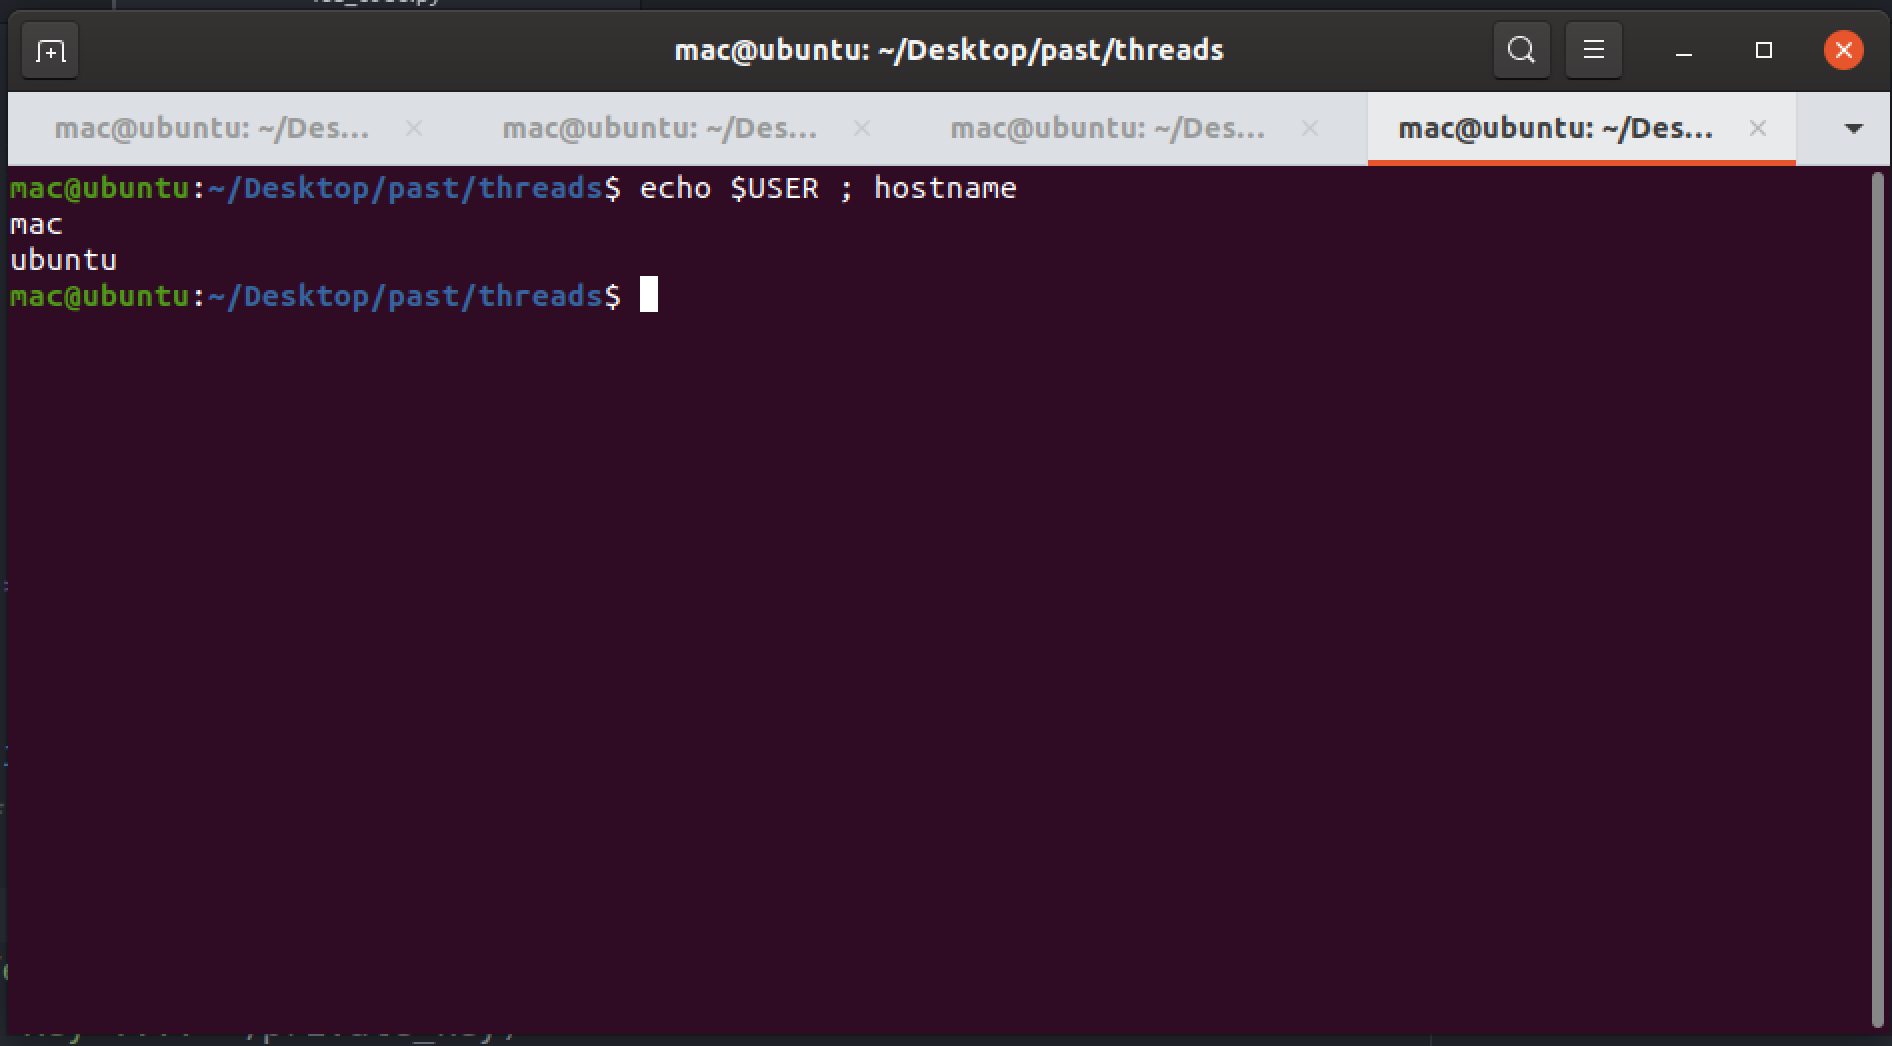 mac@ubuntu: ~/Desktop/past/threads
mac@ubuntu: ~/Des... mac@ubuntu: ~/Des... mac@ubuntu: ~/Des... mac@ubuntu: ~/Des...
mac@ubuntu:~/Desktop/past/threads$ echo $USER ; hostname
mac
ubuntu
mac@ubuntu:~/Desktop/past/threads$